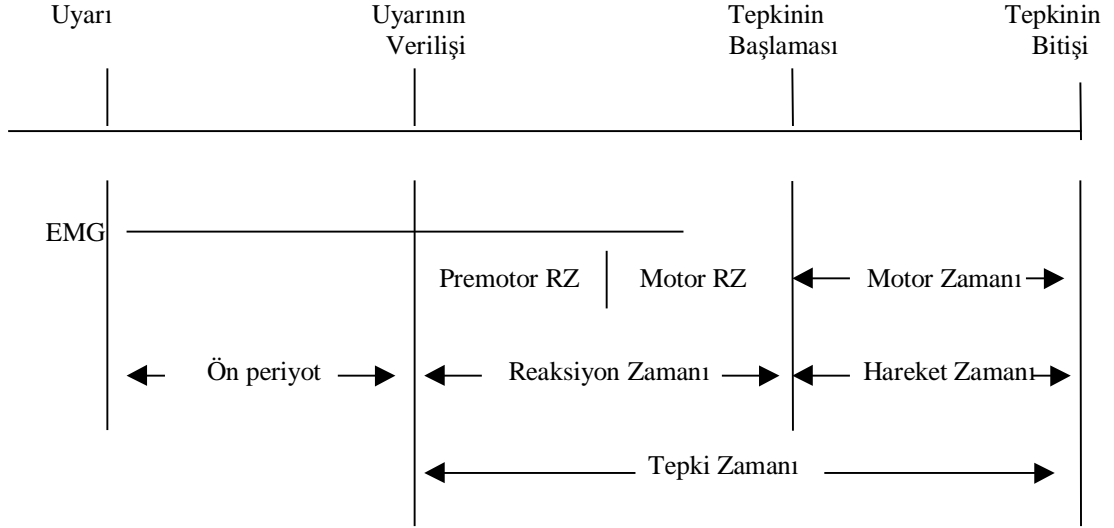 Uyarı
Uyarının
Verilişi
Tepkinin
Başlaması
Tepkinin
Bitişi
EMG
Premotor RZ
Motor RZ
Motor Zamanı
Ön periyot
Reaksiyon Zamanı
Hareket Zamanı
Tepki Zamanı